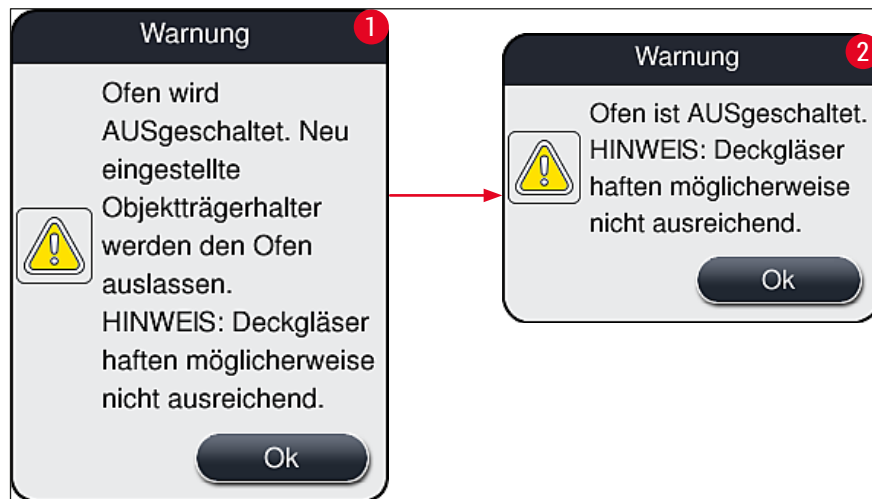 Warnung
1
Ofen wird
AUSgeschaltet. Neu
eingestellte
Objektträgerhalter
werden den Ofen
auslassen.
HINWEIS: Deckgläser
haften möglicherweise
nicht ausreichend.
Ok
Warnung
2
Ofen ist AUSgeschaltet.
HINWEIS: Deckgläser
haften möglicherweise
nicht ausreichend.
Ok